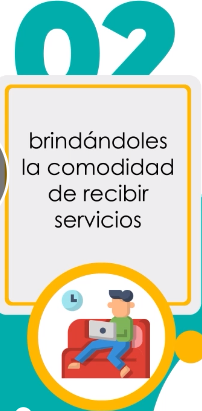 02
brindándoles
la comodidad
de recibir
servicios